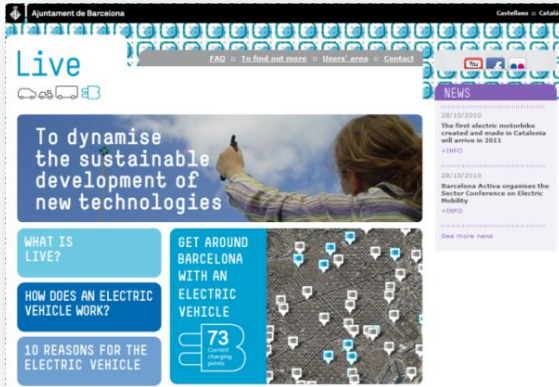 Ajuntament de Barcelona
Castellano :: Català
Live
FAQ :: To find out more :: Users' area :: Contact
You
NEWS
28/10/2010
The first electric motorbike
created and made in Catalonia
will arrive in 2011
+INFO
28/10/2010
Barcelona Activa organises the
Sector Conference on Electric
Mobility
+INFO
See more news
To dynamise
the sustainable
development of
new technologies
WHAT IS
LIVE?
HOW DOES AN ELECTRIC
VEHICLE WORK?
10 REASONS FOR THE
ELECTRIC VEHICLE
GET AROUND
BARCELONA
WITH AN
ELECTRIC
VEHICLE
73
Current
charging
points